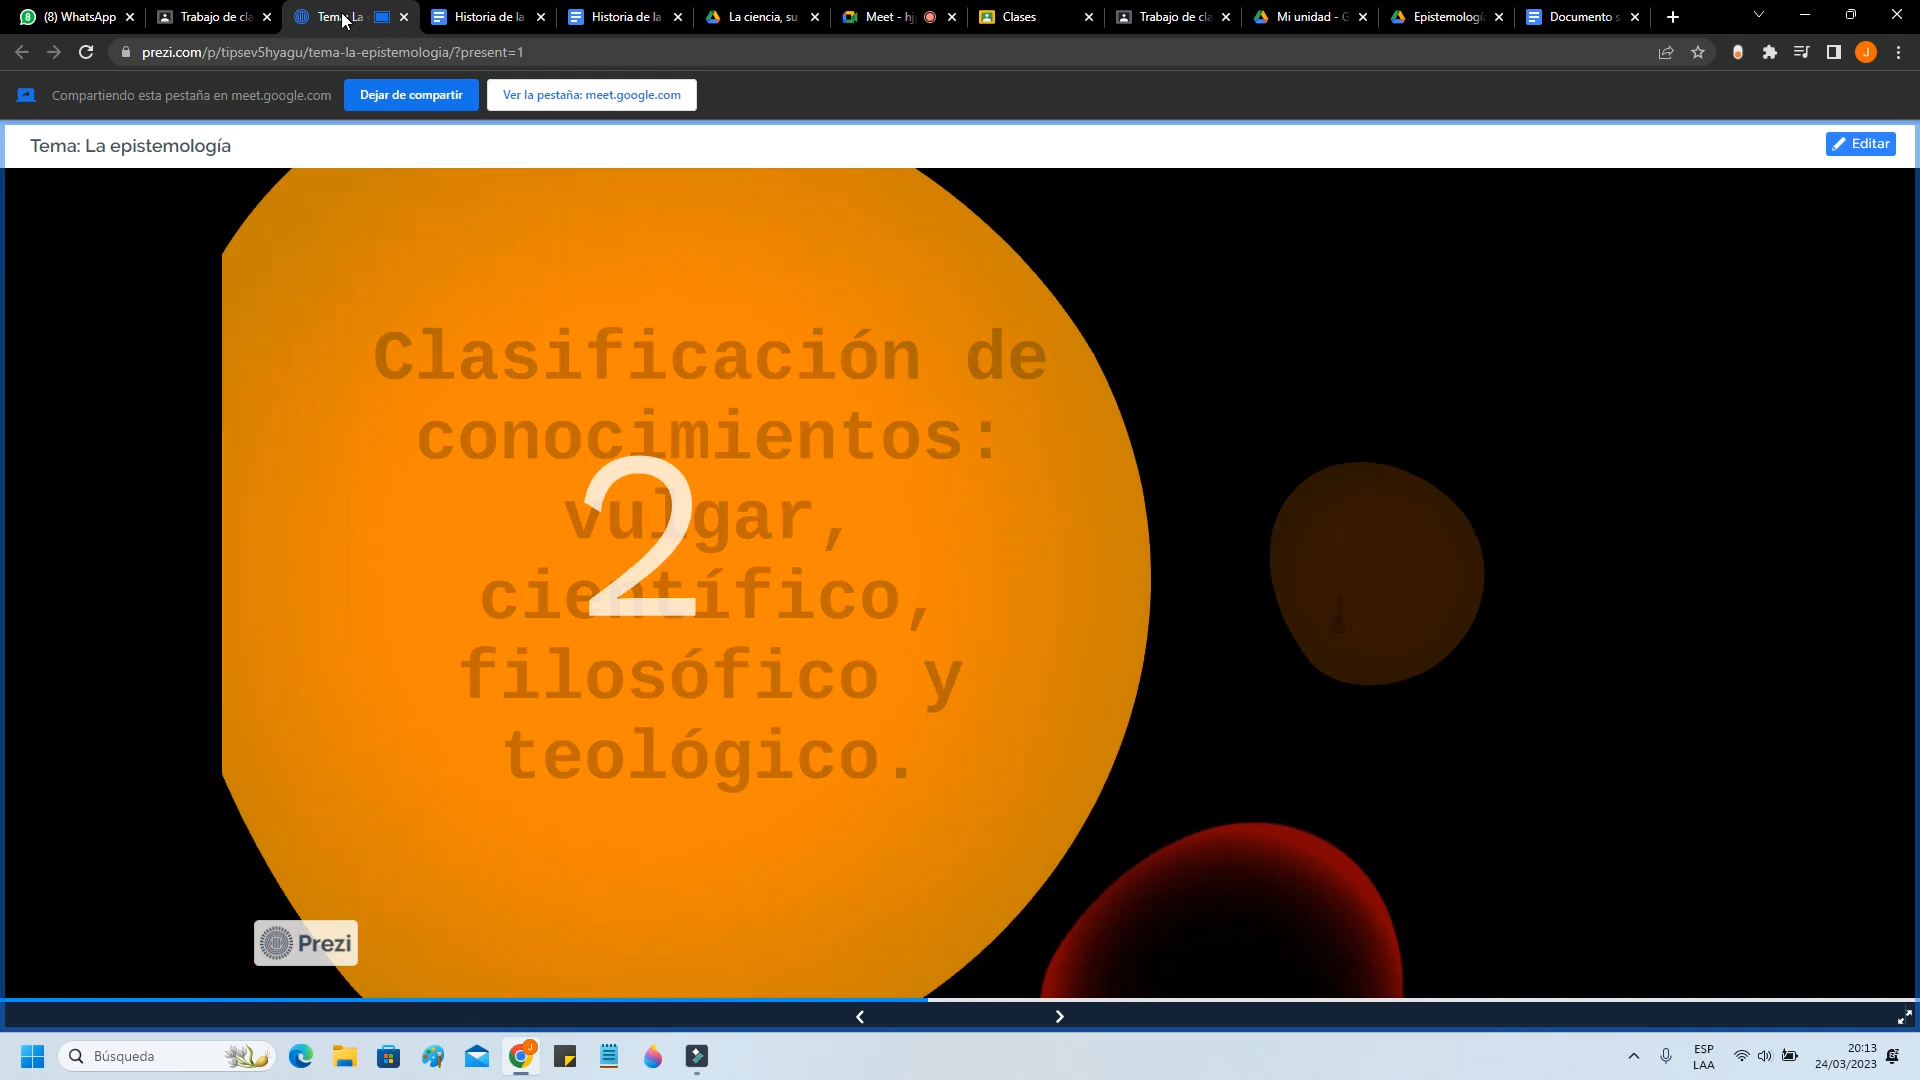 (8) WhatsApp
Trabajo de cla
Tem La
Historia de la
Historia de la
La ciencia, su
Meet - hj
Clases
Trabajo de cla
Mi unidad - G
Epistemologí
Documento s
prezi.com/p/tipsev5hyagu/tema-la-epistemologia/?present=1
J
Compartiendo esta pestaña en meet.google.com
Dejar de compartir
Ver la pestaña: meet.google.com
Tema: La epistemología
Editar
Clasificación de
conocimientos:
vulgar,
científico,
filosófico y
teológico.
2
Prezi
Búsqueda
ESP
LAA
20:13
24/03/2023